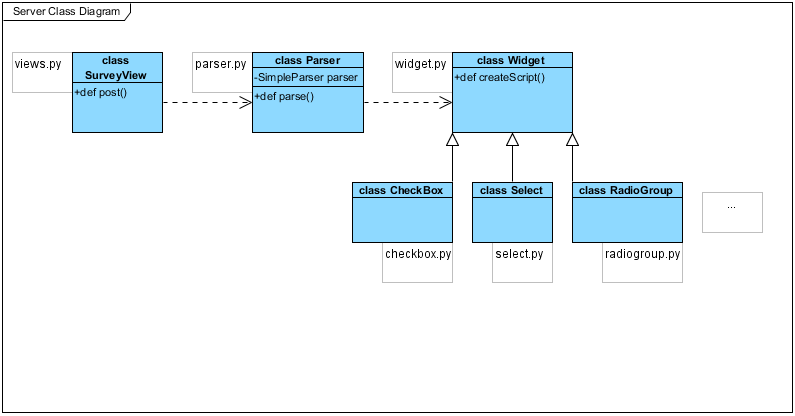 Server Class Diagram
views.py
class
SurveyView
+def post()
parser.py
class Parser
-SimpleParser parser
+def parse()
widget.py
class Widget
+def createScript()
class CheckBox
checkbox.py
class Select
select.py
class RadioGroup
radiogroup.py
...